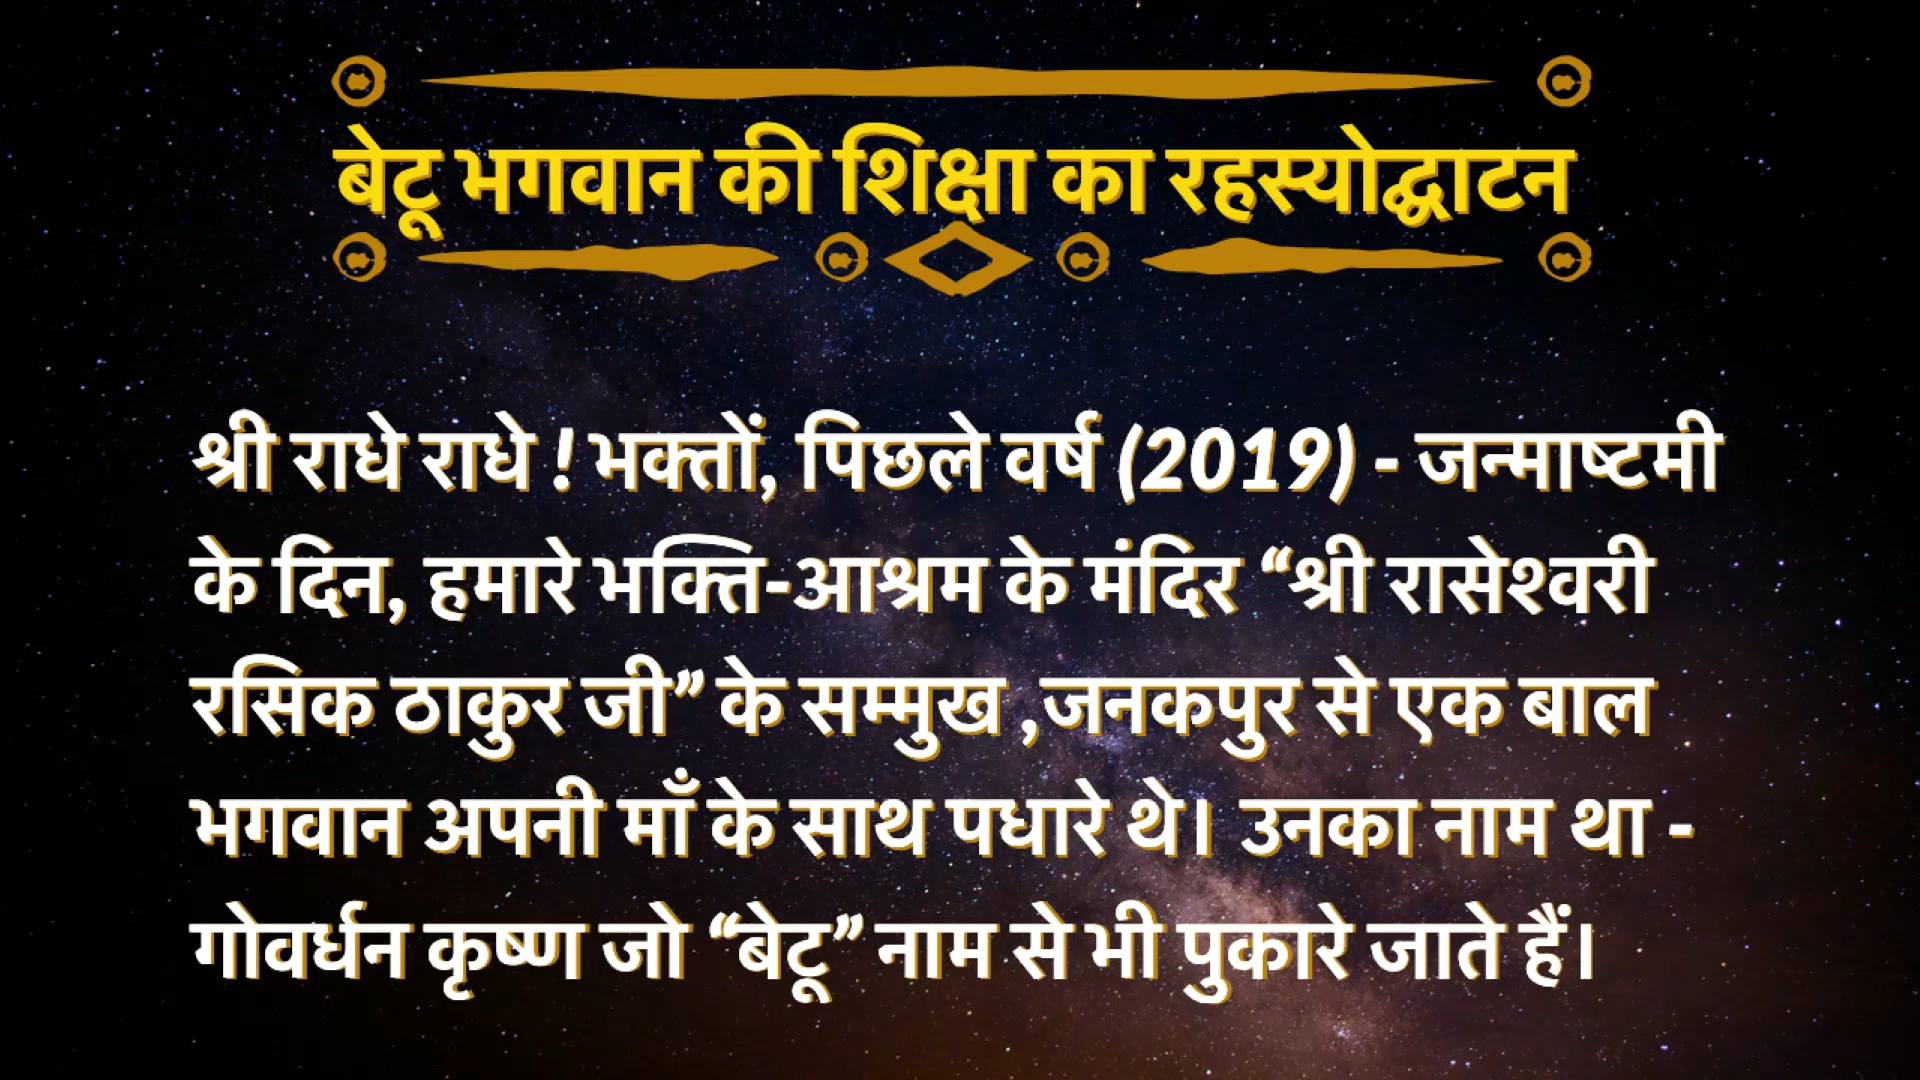 बेटू भगवान की शिक्षा का रहस्योद्घाटन
श्री राधे राधे ! भक्तों, पिछले वर्ष (2019) - जन्माष्टमी
के दिन, हमारे भक्ति-आश्रम के मंदिर “श्री रासेश्वरी
रसिक ठाकुर जी” के सम्मुख ,जनकपुर से एक बाल
भगवान अपनी माँ के साथ पधारे थे। उनका नाम था -
गोवर्धन कृष्ण जो “बेटू” नाम से भी पुकारे जाते हैं।